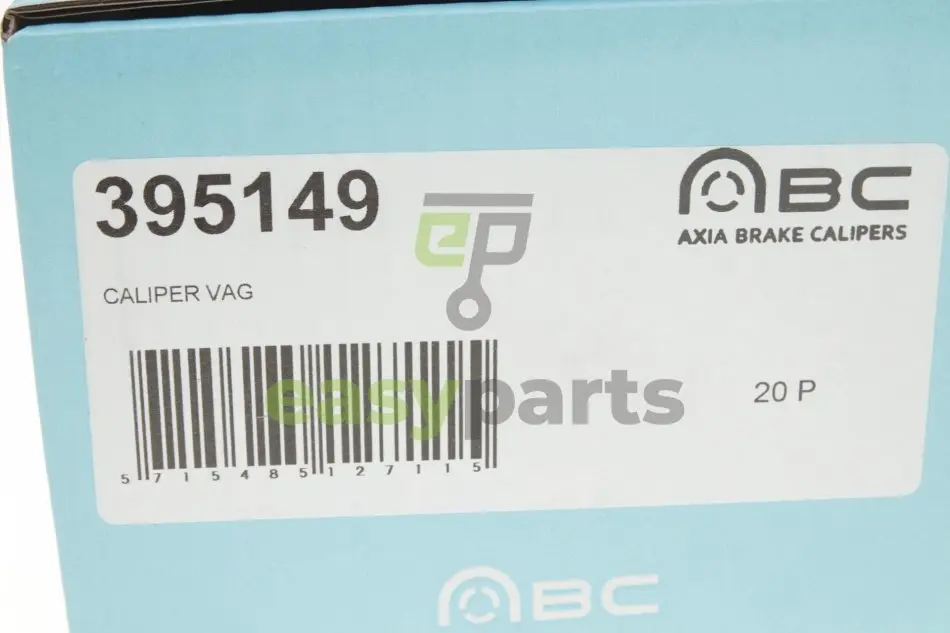 395149
ABC
AXIA BRAKE CALIPERS
ep
CALIPER VAG
easyparts
20 P
5 715485 127115
ABC